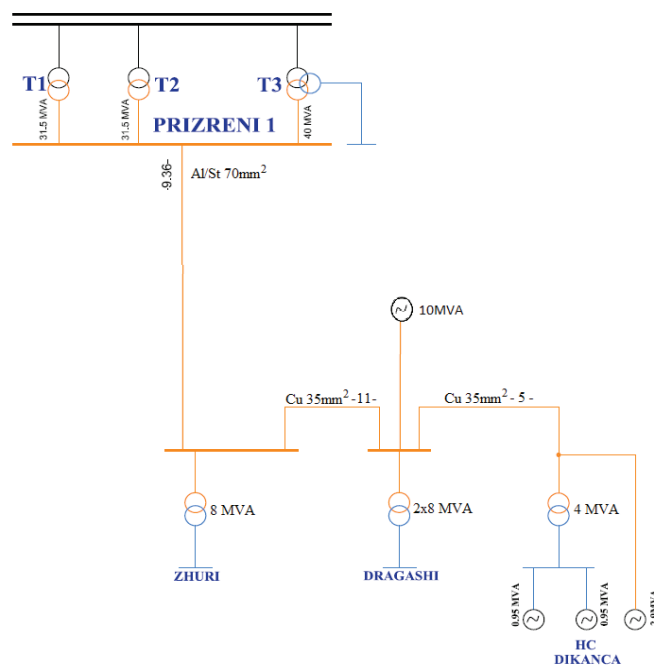 T1
T2
T3
31.5 MVA
31.5 MVA
40 MVA
PRIZRENI 1
-9.36-
Al/St 70mm²
10MVA
Cu 35mm² -11-
Cu 35mm² - 5 -
8 MVA
2x8 MVA
4 MVA
ZHURI
DRAGASHI
0.95 MVA
0.95 MVA
HC
DIKANCA